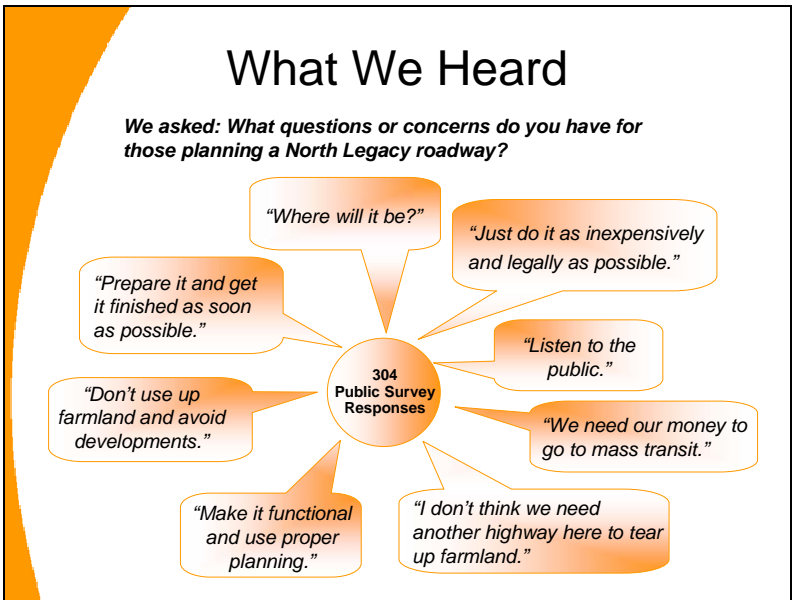 What We Heard
We asked: What questions or concerns do you have for
those planning a North Legacy roadway?
“Where will it be?”
“Just do it as inexpensively
and legally as possible.”
“Prepare it and get
it finished as soon
as possible.”
“Listen to the
public.”
304
Public Survey
Responses
“Don’t use up
farmland and avoid
developments.”
“We need our money to
go to mass transit.”
“Make it functional
and use proper
planning.”
“I don’t think we need
another highway here to tear
up farmland.”